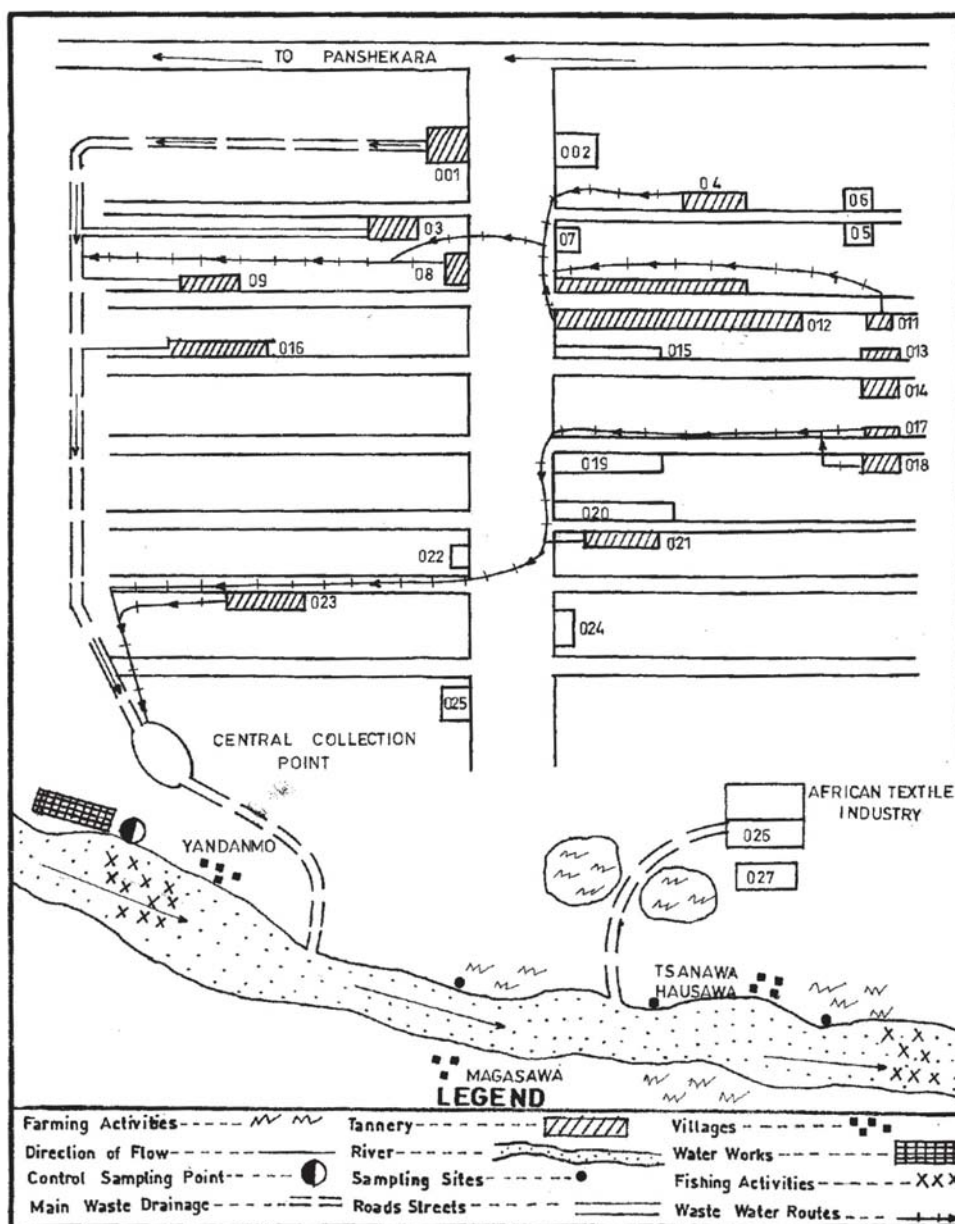 TO PANSHEKARA
001
002
04
06
03
07
05
08
09
012
011
016
015
013
014
017
019
018
020
022
021
023
024
025
CENTRAL COLLECTION
POINT
AFRICAN TEXTILE
INDUSTRY
026
YANDANMO
027
TSANAWA
HAUSAWA
MAGASAWA
LEGEND
Farming Activities
Tannery
Villages
Direction of Flow
River
Water Works
Control Sampling Point
Sampling Sites
Fishing Activities
Main Waste Drainage
Roads Streets
Waste Water Routes